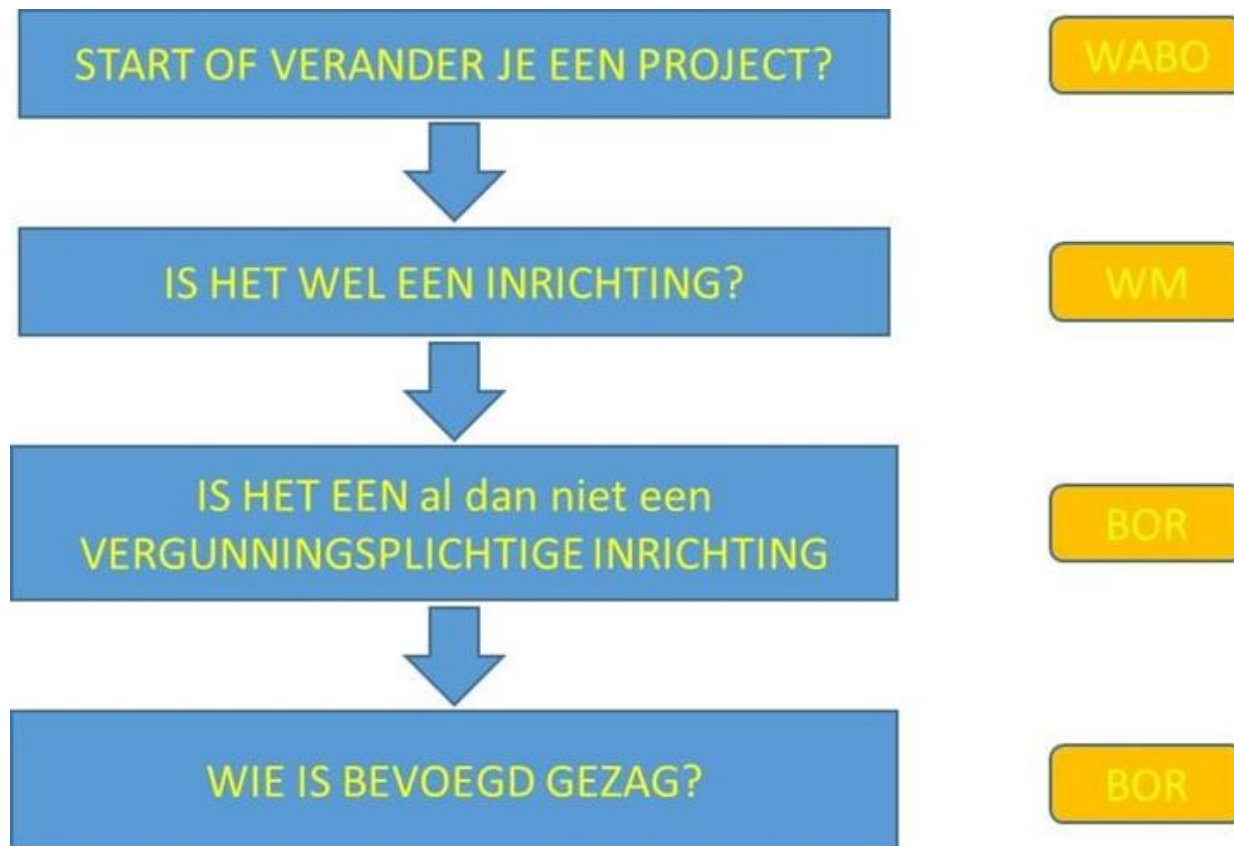 START OF VERANDER JE EEN PROJECT?
WABO
IS HET WEL EEN INRICHTING?
WM
IS HET EEN al dan niet een
VERGUNNINGSPLICHTIGE INRICHTING
BOR
WIE IS BEVOEGD GEZAG?
BOR